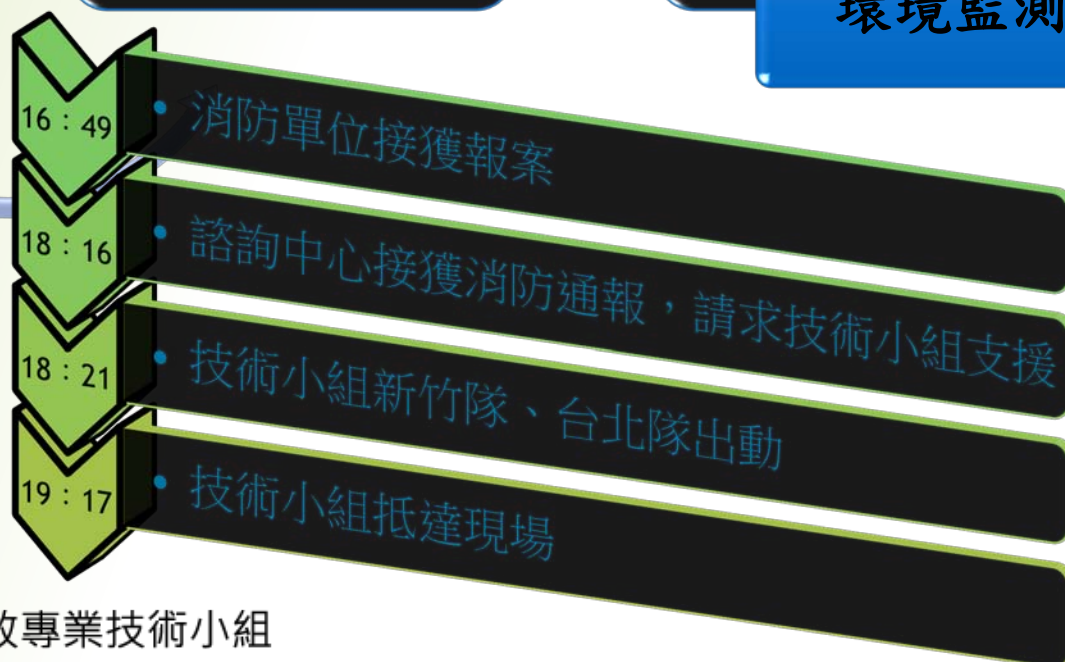 環境監測
16：49
• 消防單位接獲報案
18：16
• 諮詢中心接獲消防通報，請求技術小組支援
18：21
• 技術小組新竹隊、台北隊出動
19：17
• 技術小組抵達現場
專業技術小組